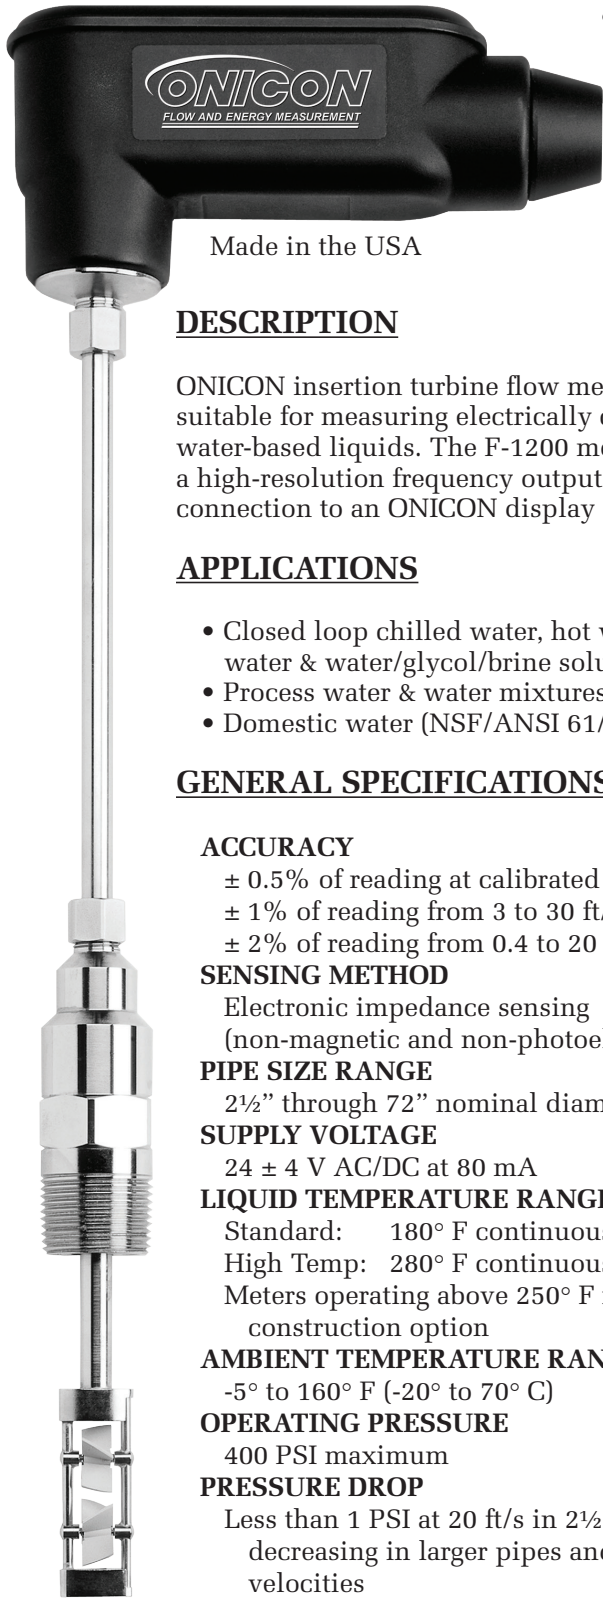 ONICON
FLOW AND ENERGY MEASUREMENT
Made in the USA
DESCRIPTION
ONICON insertion turbine flow me
suitable for measuring electrically
water-based liquids. The F-1200
a high-resolution frequency output
connection to an ONICON display
APPLICATIONS
• Closed loop chilled water, hot
water & water/glycol/brine solu
• Process water & water mixtures
• Domestic water (NSF/ANSI 61/
GENERAL SPECIFICATIONS
ACCURACY
± 0.5% of reading at calibrated
± 1% of reading from 3 to 30 ft/
± 2% of reading from 0.4 to 20
SENSING METHOD
Electronic impedance sensing
(non-magnetic and non-photoel
PIPE SIZE RANGE
2½” through 72” nominal diam
SUPPLY VOLTAGE
24 ± 4 V AC/DC at 80 mA
LIQUID TEMPERATURE RANGE
Standard: 180° F continuous
High Temp: 280° F continuous
Meters operating above 250° F
construction option
AMBIENT TEMPERATURE RAN
-5° to 160° F (-20° to 70° C)
OPERATING PRESSURE
400 PSI maximum
PRESSURE DROP
Less than 1 PSI at 20 ft/s in 2½
decreasing in larger pipes and
velocities